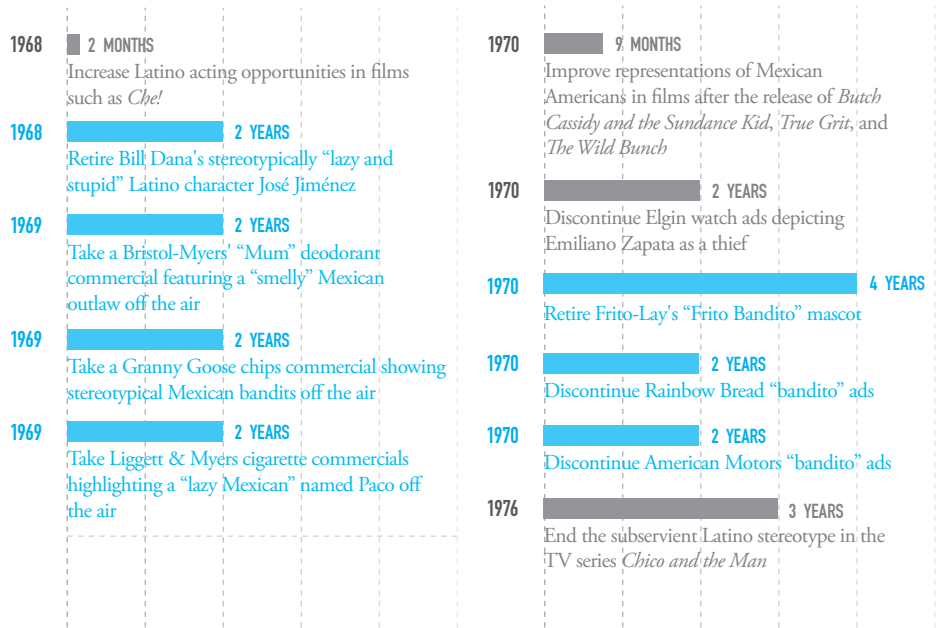 1968 2 MONTHS
Increase Latino acting opportunities in films
such as Che!
1968 2 YEARS
Retire Bill Dana's stereotypically “lazy and
stupid” Latino character José Jiménez
1969 2 YEARS
Take a Bristol-Myers' “Mum” deodorant
commercial featuring a “smelly” Mexican
outlaw off the air
1969 2 YEARS
Take a Granny Goose chips commercial showing
stereotypical Mexican bandits off the air
1969 2 YEARS
Take Liggett & Myers cigarette commercials
highlighting a “lazy Mexican” named Paco off
the air
1970 9 MONTHS
Improve representations of Mexican
Americans in films after the release of Butch
Cassidy and the Sundance Kid, True Grit, and
The Wild Bunch
1970 2 YEARS
Discontinue Elgin watch ads depicting
Emiliano Zapata as a thief
1970 4 YEARS
Retire Frito-Lay's “Frito Bandito” mascot
1970 2 YEARS
Discontinue Rainbow Bread “bandito” ads
1970 2 YEARS
Discontinue American Motors “bandito” ads
1976 3 YEARS
End the subservient Latino stereotype in the
TV series Chico and the Man